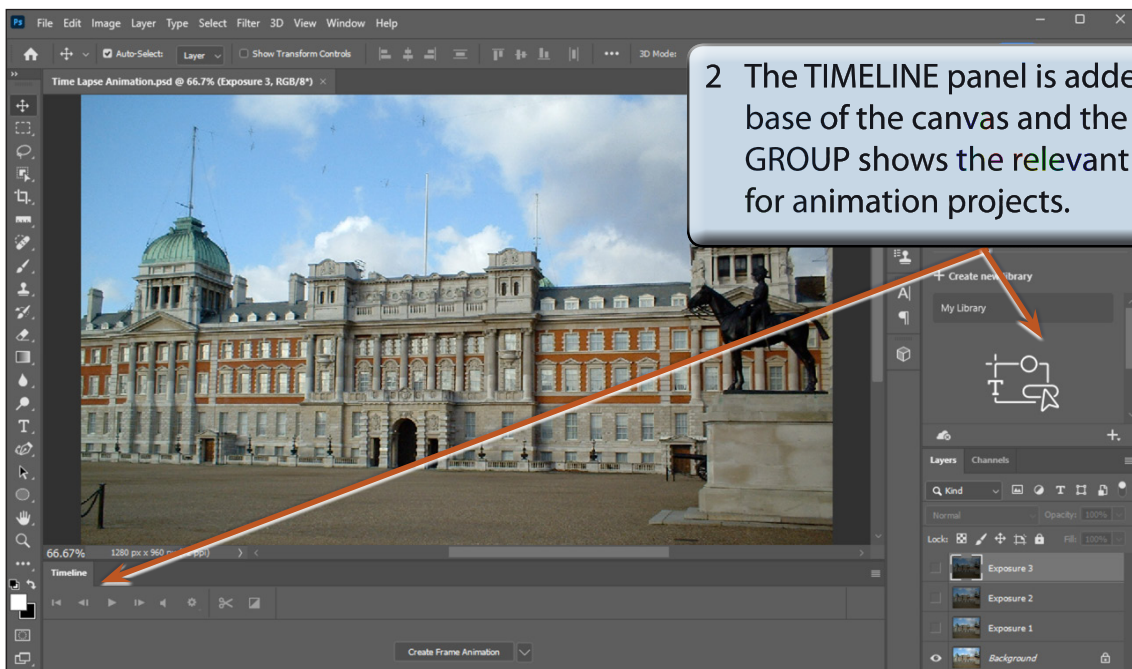 Ps File Edit Image Layer Type Select Filter 3D View Window Help
Auto-Select: Layer Show Transform Controls 3D Mode:
Time Lapse Animation.psd @ 66.7% (Exposure 3, RGB/8*) ×
2 The TIMELINE panel is adde
base of the canvas and the
GROUP shows the relevant
for animation projects.
+ Create new library
My Library
Layers Channels
Kind
Normal Opacity: 100%
Lock: Fill: 100%
Exposure 3
Exposure 2
Exposure 1
Background
66.67% 1280 px x 960 ppi)
Timeline
Create Frame Animation